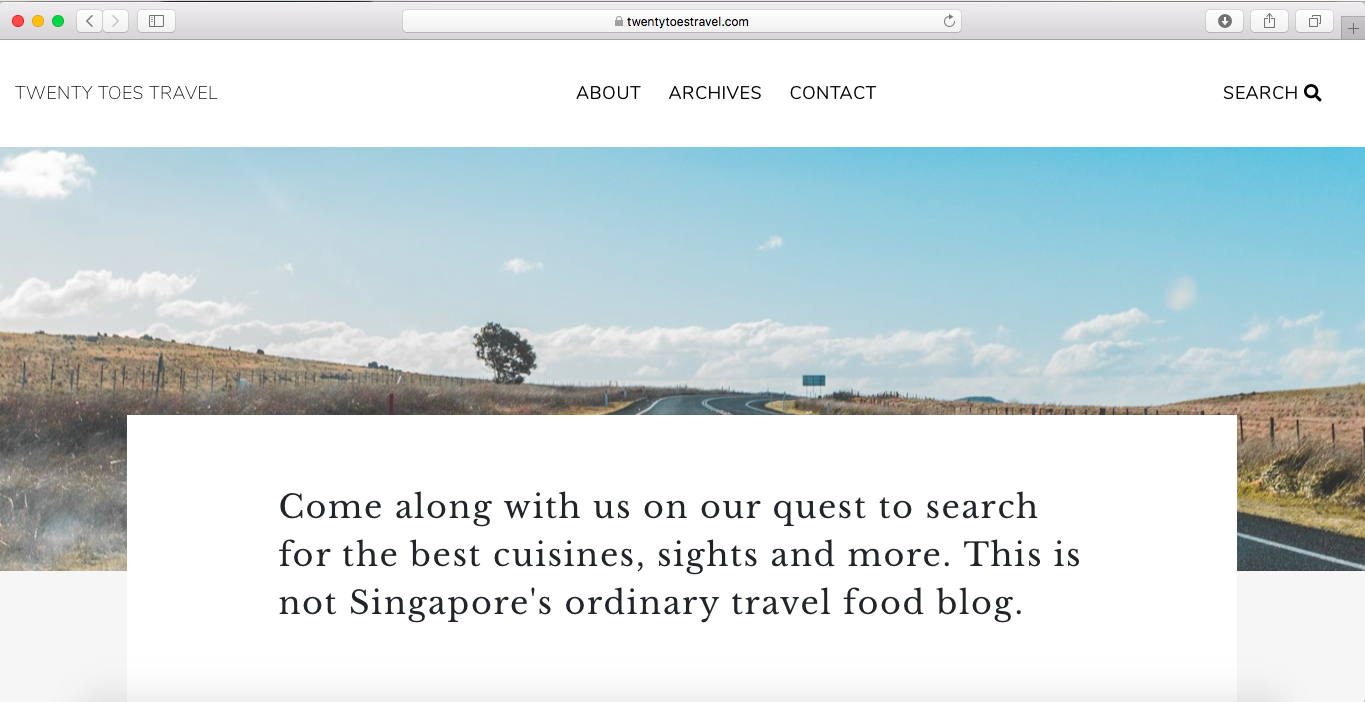 twentytoestravel.com
TWENTY TOES TRAVEL
ABOUT ARCHIVES CONTACT
SEARCH
Come along with us on our quest to search
for the best cuisines, sights and more. This is
not Singapore's ordinary travel food blog.